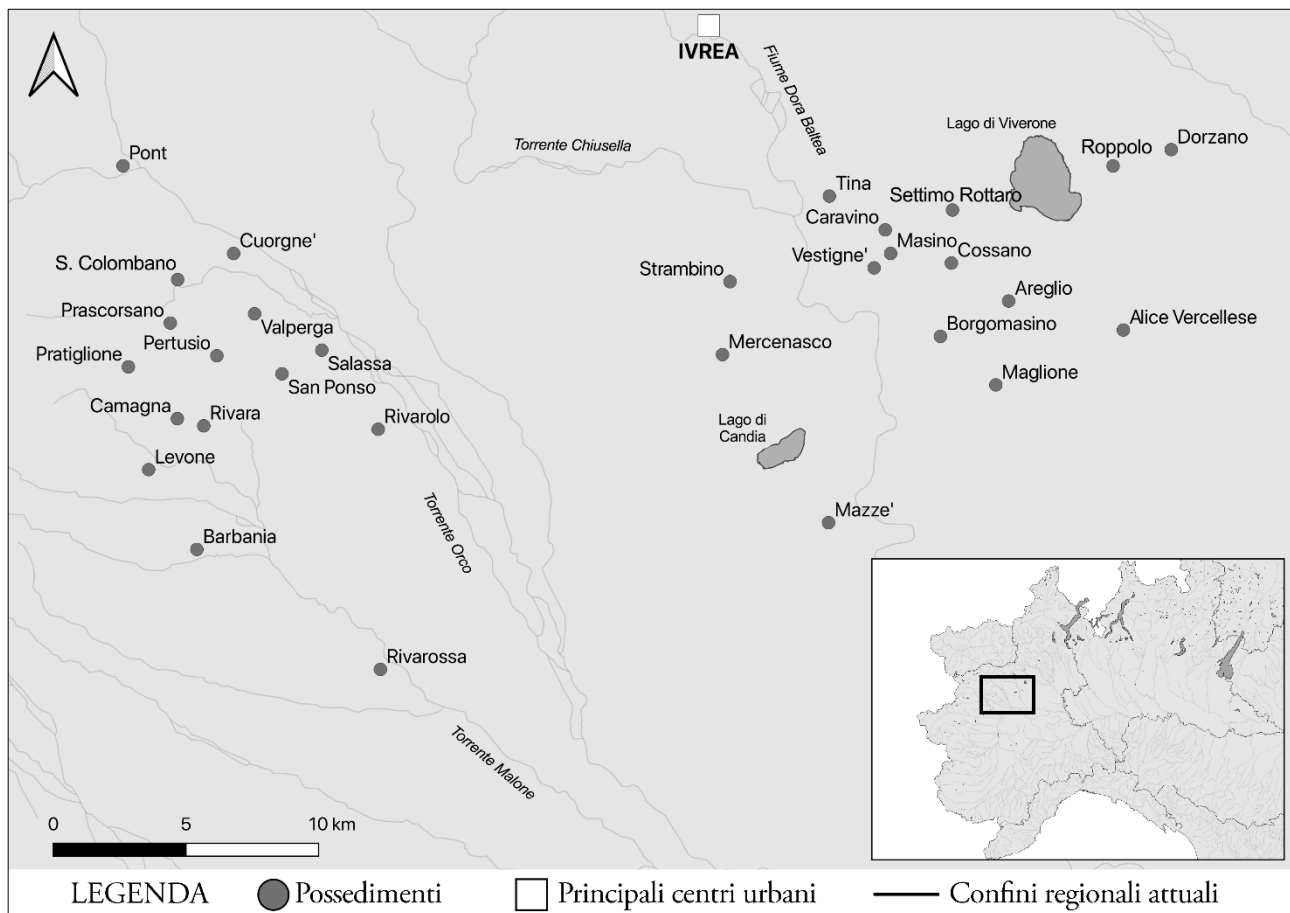 IVREA
Fiume Dora Baltea
Torrente Chiusella
Lago di Viverone
Pont
Roppolo
Dorzano
Tina
Settimo Rottaro
Caravino
Cuorgne'
Masino
Vestigne'
Cossano
S. Colombano
Strambino
Areglio
Prascorsano
Valperga
Borgomasino
Alice Vercellese
Pertusio
Mercenasco
Pratiglione
Salassa
San Ponso
Maglione
Camagna
Rivara
Rivarolo
Lago di
Candia
Levone
Torrente Orco
Mazze'
Barbania
Rivarossa
Torrente Malone
0 5 10 km
LEGENDA Possedimenti Principali centri urbani Confini regionali attuali